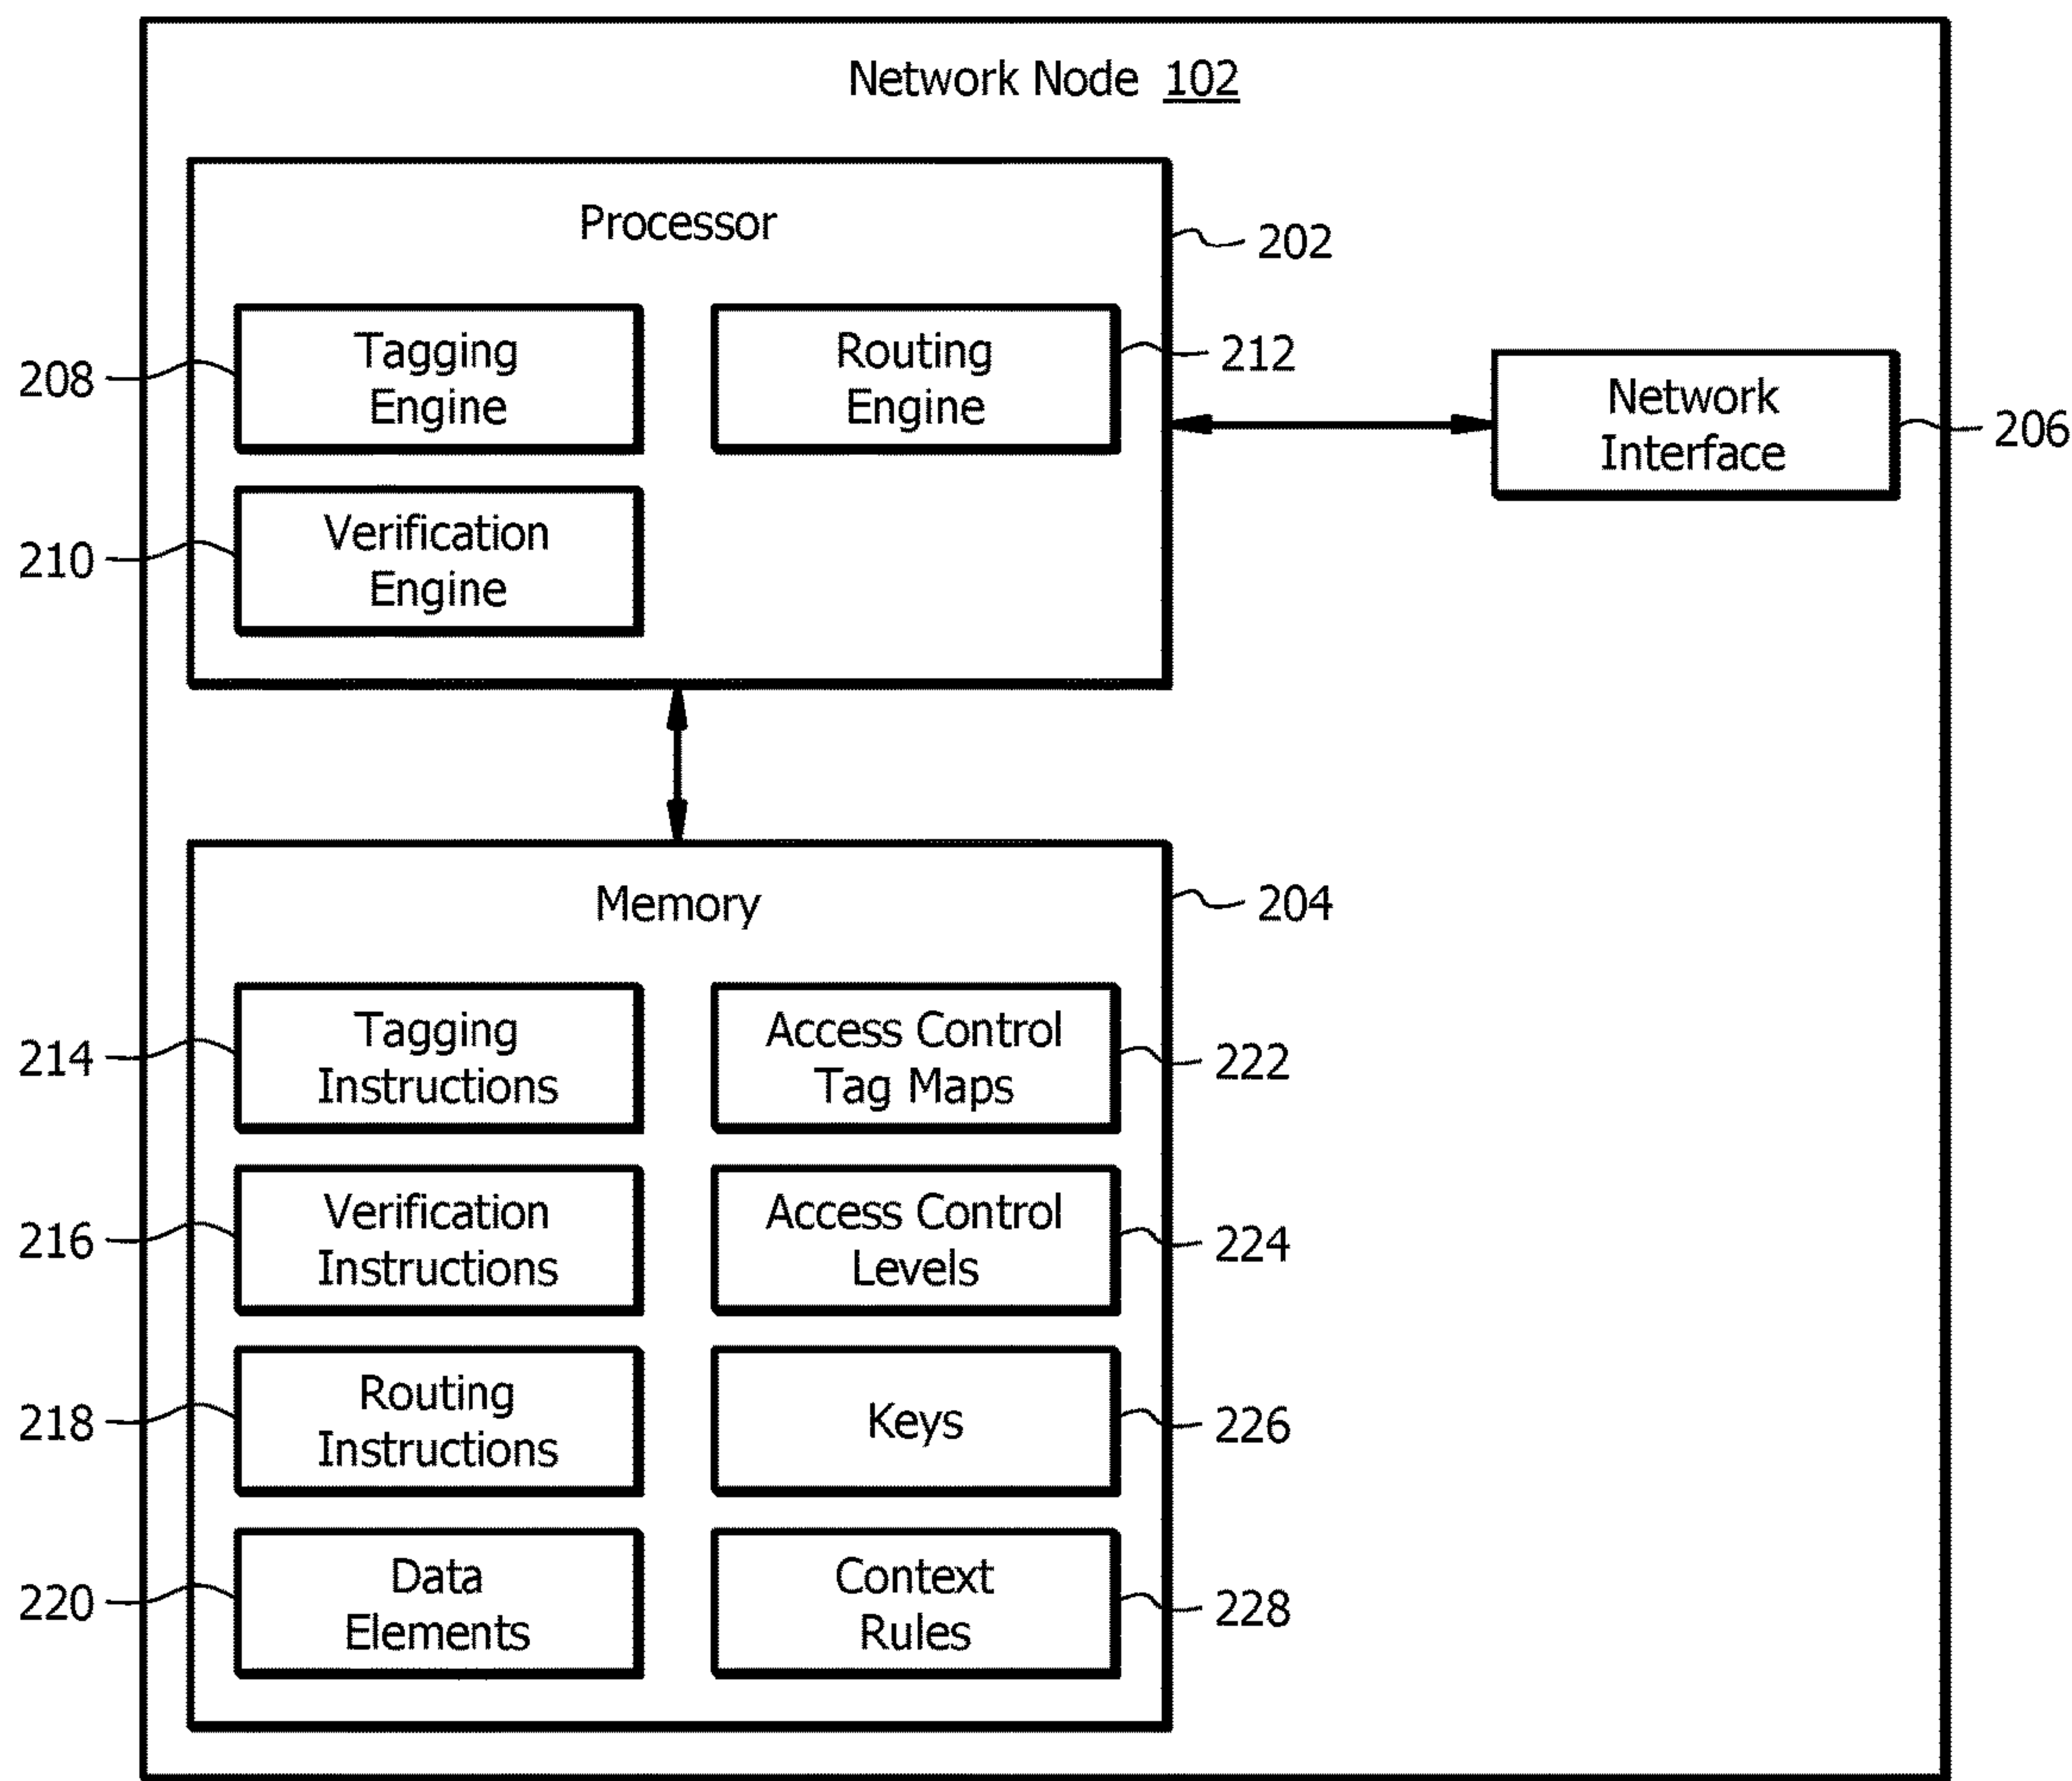 Network Node 102
Processor
202
208
Tagging
Engine
Routing
Engine
212
Network
Interface
206
210
Verification
Engine
Memory
204
214
Tagging
Instructions
Access Control
Tag Maps
222
216
Verification
Instructions
Access Control
Levels
224
218
Routing
Instructions
Keys
226
220
Data
Elements
Context
Rules
228